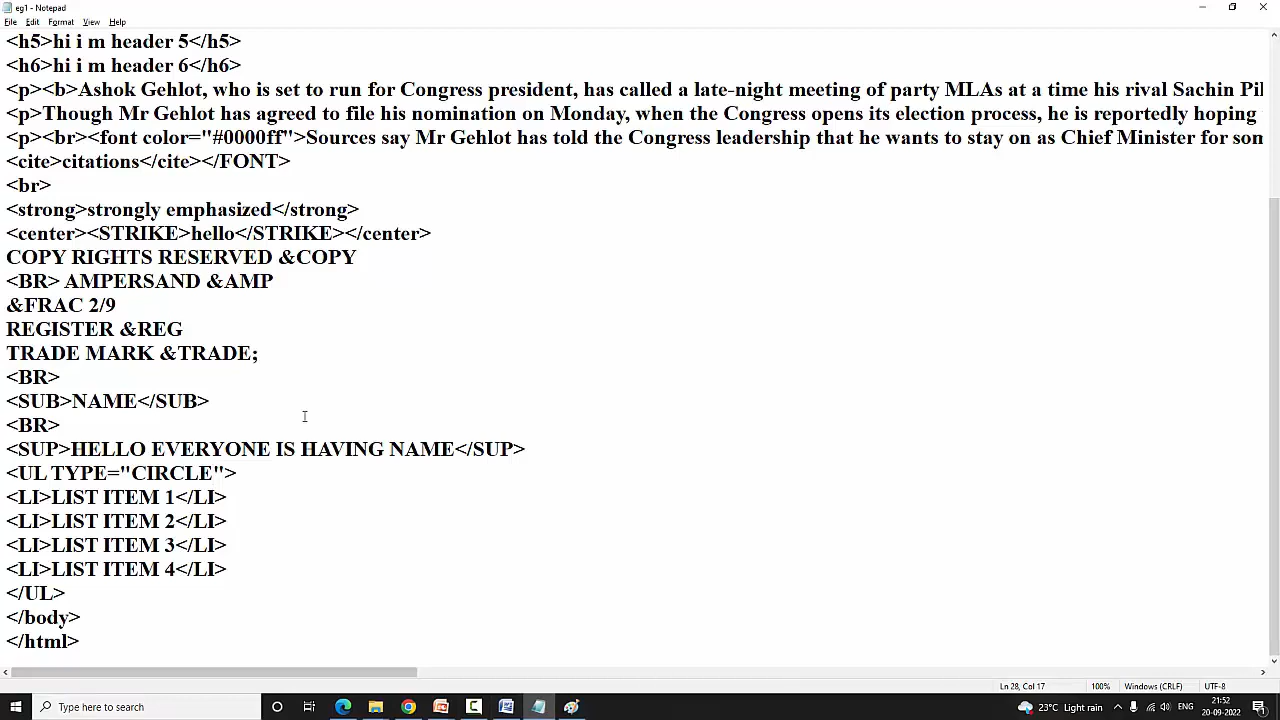 eg1 - Notepad
File Edit Format View Help
<h5>hi i m header 5</h5>
<h6>hi i m header 6</h6>
<p><b>Ashok Gehlot, who is set to run for Congress president, has called a late-night meeting of party MLAs at a time his rival Sachin Pil
<p>Though Mr Gehlot has agreed to file his nomination on Monday, when the Congress opens its election process, he is reportedly hoping
<p><br><font color="#0000ff">Sources say Mr Gehlot has told the Congress leadership that he wants to stay on as Chief Minister for som
<cite>citations</cite></FONT>
<br>
<strong>strongly emphasized</strong>
<center><STRIKE>hello</STRIKE></center>
COPY RIGHTS RESERVED &COPY
<BR> AMPERSAND &AMP
&FRAC 2/9
REGISTER &REG
TRADE MARK &TRADE;
<BR>
<SUB>NAME</SUB>
<BR>
<SUP>HELLO EVERYONE IS HAVING NAME</SUP>
<UL TYPE="CIRCLE">
<LI>LIST ITEM 1</LI>
<LI>LIST ITEM 2</LI>
<LI>LIST ITEM 3</LI>
<LI>LIST ITEM 4</LI>
</UL>
</body>
</html>
Ln 28, Col 17 100% Windows (CRLF) UTF-8
Type here to search 23°C Light rain ENG 21:52
20-09-2022